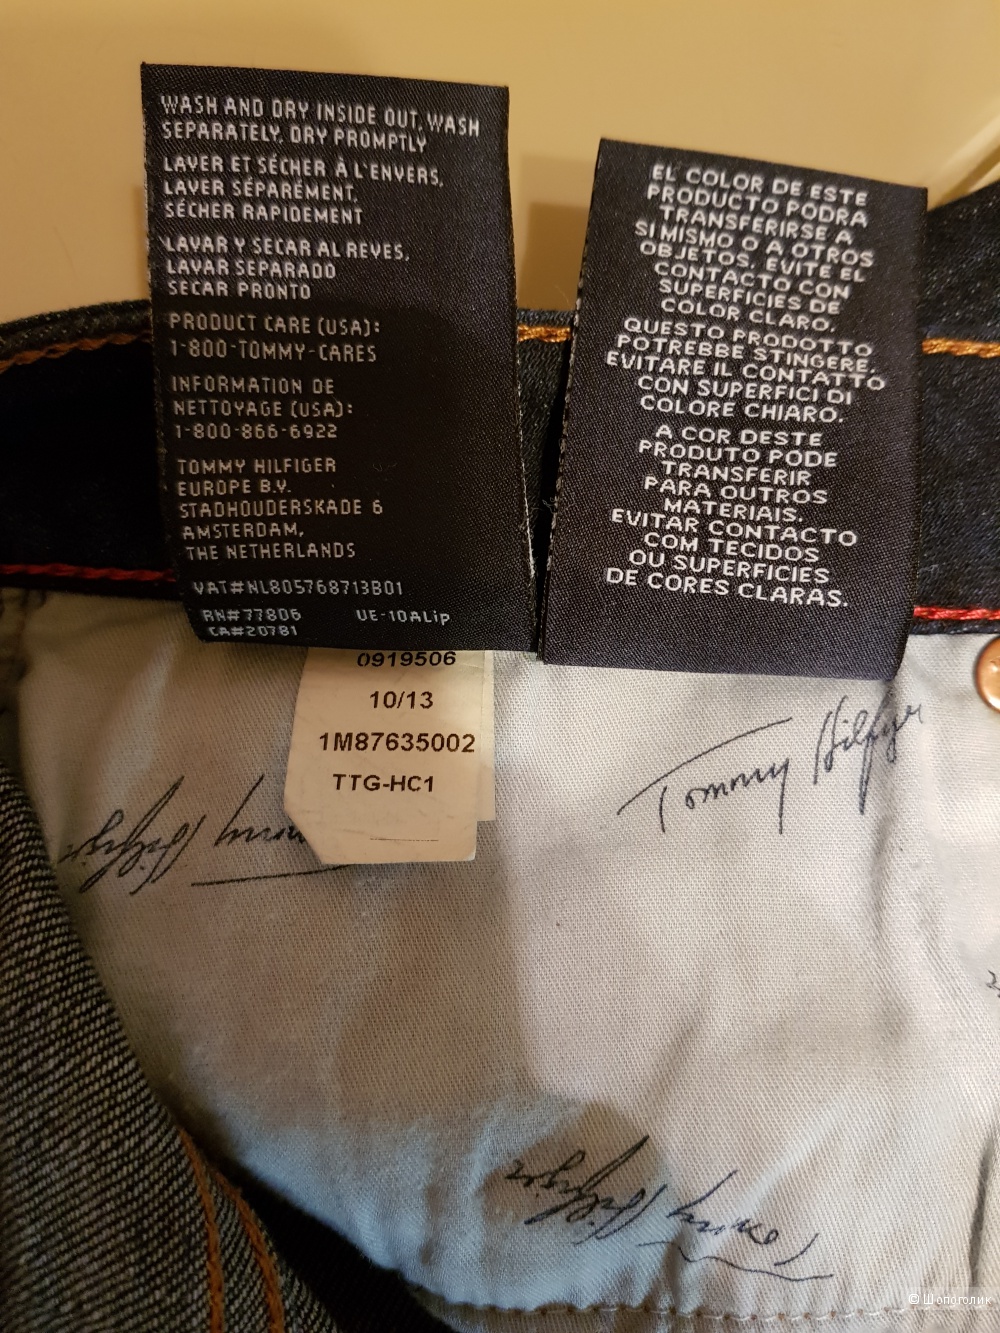 WASH AND DRY INSIDE OUT, WASH
SEPARATELY, DRY PROMPTLY
LAVER ET SÉCHER À L'ENVERS,
LAVER SÉPARÉMENT,
SÉCHER RAPIDEMENT
LAVAR Y SECAR AL REVES,
LAVAR SEPARADO
SECAR PRONTO
PRODUCT CARE (USA):
1-800-TOMMY-CARES
INFORMATION DE
NETTOYAGE (USA):
1-800-866-6922
TOMMY HILFIGER
EUROPE B.V.
STADHOUDERSKADE 6
AMSTERDAM,
THE NETHERLANDS
VAT#NL805768713B01
RN#77806 UE-10ALip
CA#20781
EL COLOR DE ESTE
PRODUCTO PODRA
TRANSFERIRSE A
SI MISMO O A OTROS
OBJETOS. EVITE EL
CONTACTO CON
SUPERFICIES DE
COLOR CLARO.
QUESTO PRODOTTO
POTREBBE STINGERE.
EVITARE IL CONTATTO
CON SUPERFICI DI
COLORE CHIARO.
A COR DESTE
PRODUTO PODE
TRANSFERIR
PARA OUTROS
MATERIAIS.
EVITAR CONTACTO
COM TECIDOS
OU SUPERFICIES
DE CORES CLARAS.
0919506
10/13
1M87635002
TTG-HC1
Tommy Hilfiger
Tommy Hilfiger
Tommy Hilfiger
© Шопоголик